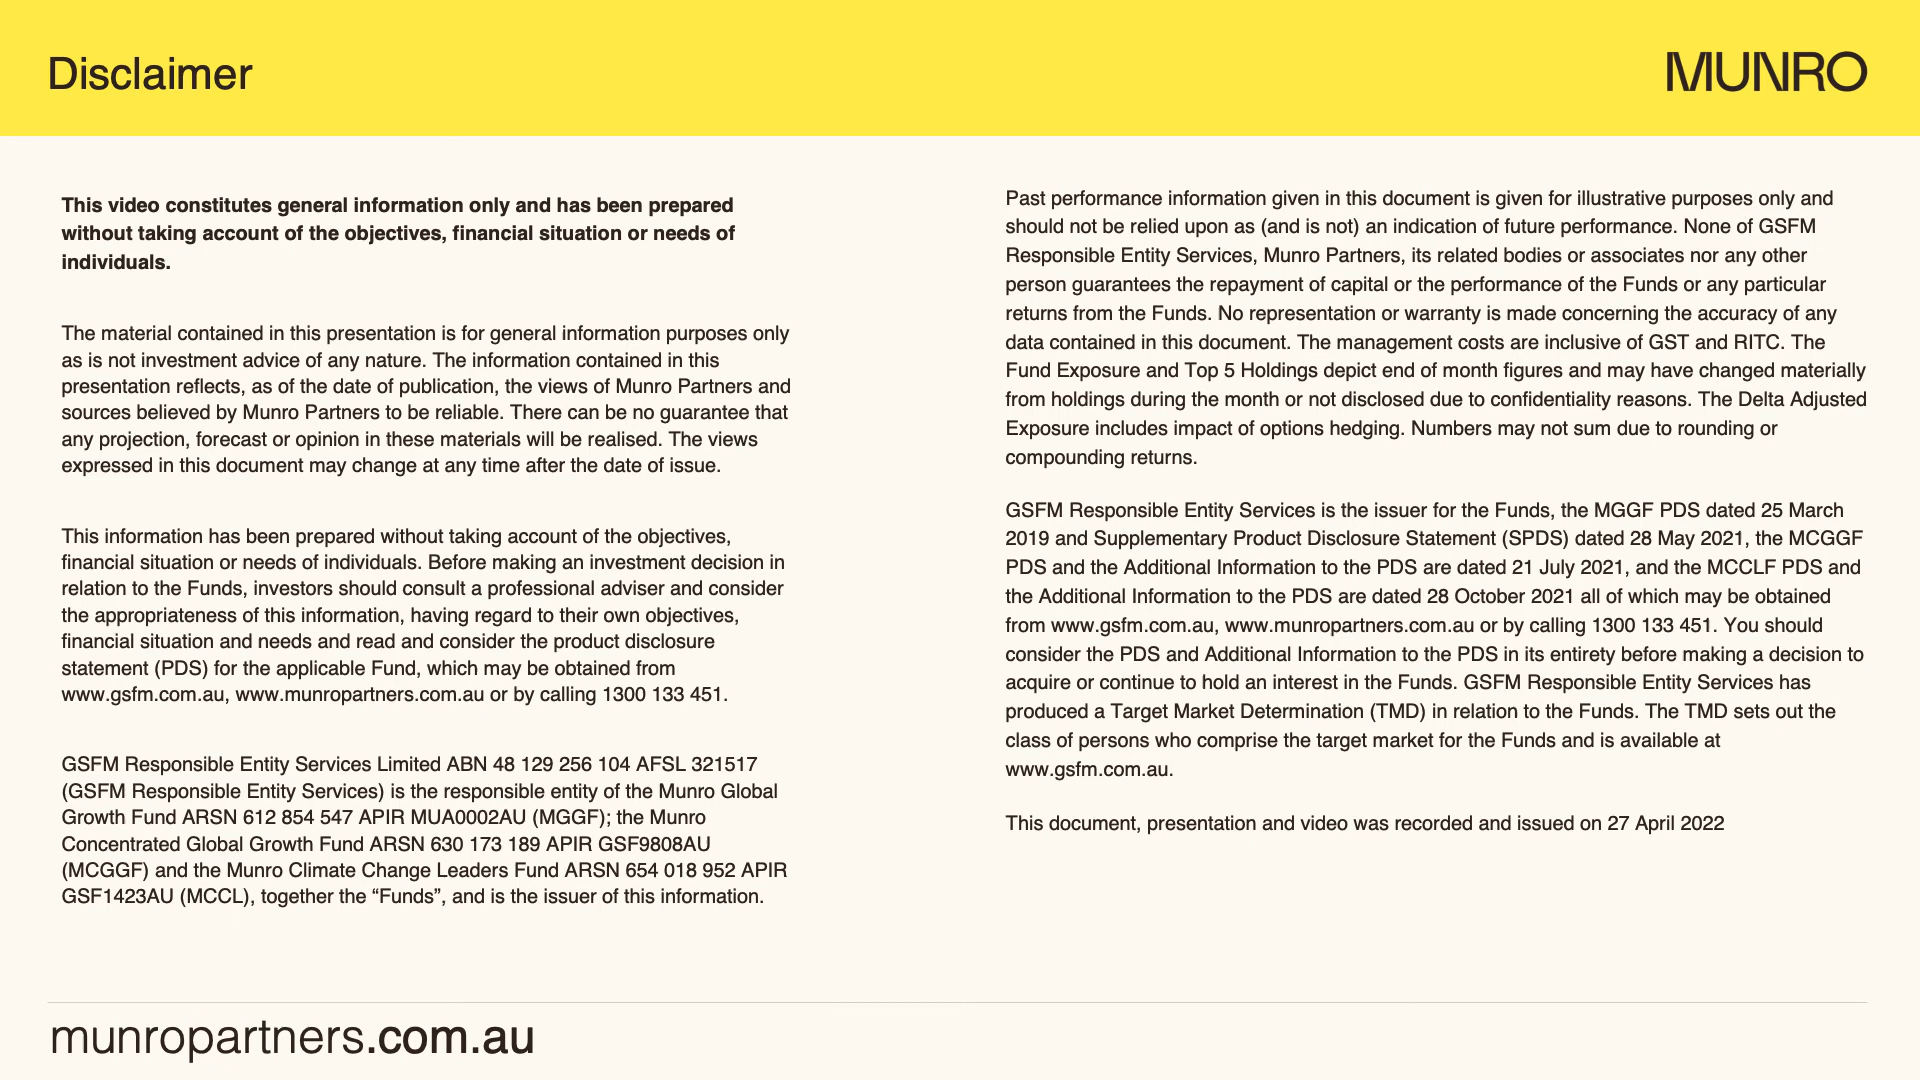 Disclaimer
MUNRO
This video constitutes general information only and has been prepared
without taking account of the objectives, financial situation or needs of
individuals.
The material contained in this presentation is for general information purposes only
as is not investment advice of any nature. The information contained in this
presentation reflects, as of the date of publication, the views of Munro Partners and
sources believed by Munro Partners to be reliable. There can be no guarantee that
any projection, forecast or opinion in these materials will be realised. The views
expressed in this document may change at any time after the date of issue.
This information has been prepared without taking account of the objectives,
financial situation or needs of individuals. Before making an investment decision in
relation to the Funds, investors should consult a professional adviser and consider
the appropriateness of this information, having regard to their own objectives,
financial situation and needs and read and consider the product disclosure
statement (PDS) for the applicable Fund, which may be obtained from
www.gsfm.com.au, www.munropartners.com.au or by calling 1300 133 451.
GSFM Responsible Entity Services Limited ABN 48 129 256 104 AFSL 321517
(GSFM Responsible Entity Services) is the responsible entity of the Munro Global
Growth Fund ARSN 612 854 547 APIR MUA0002AU (MGGF); the Munro
Concentrated Global Growth Fund ARSN 630 173 189 APIR GSF9808AU
(MCGGF) and the Munro Climate Change Leaders Fund ARSN 654 018 952 APIR
GSF1423AU (MCCL), together the “Funds”, and is the issuer of this information.
Past performance information given in this document is given for illustrative purposes only and
should not be relied upon as (and is not) an indication of future performance. None of GSFM
Responsible Entity Services, Munro Partners, its related bodies or associates nor any other
person guarantees the repayment of capital or the performance of the Funds or any particular
returns from the Funds. No representation or warranty is made concerning the accuracy of any
data contained in this document. The management costs are inclusive of GST and RITC. The
Fund Exposure and Top 5 Holdings depict end of month figures and may have changed materially
from holdings during the month or not disclosed due to confidentiality reasons. The Delta Adjusted
Exposure includes impact of options hedging. Numbers may not sum due to rounding or
compounding returns.
GSFM Responsible Entity Services is the issuer for the Funds, the MGGF PDS dated 25 March
2019 and Supplementary Product Disclosure Statement (SPDS) dated 28 May 2021, the MCGGF
PDS and the Additional Information to the PDS are dated 21 July 2021, and the MCCLF PDS and
the Additional Information to the PDS are dated 28 October 2021 all of which may be obtained
from www.gsfm.com.au, www.munropartners.com.au or by calling 1300 133 451. You should
consider the PDS and Additional Information to the PDS in its entirety before making a decision to
acquire or continue to hold an interest in the Funds. GSFM Responsible Entity Services has
produced a Target Market Determination (TMD) in relation to the Funds. The TMD sets out the
class of persons who comprise the target market for the Funds and is available at
www.gsfm.com.au.
This document, presentation and video was recorded and issued on 27 April 2022
munropartners.com.au